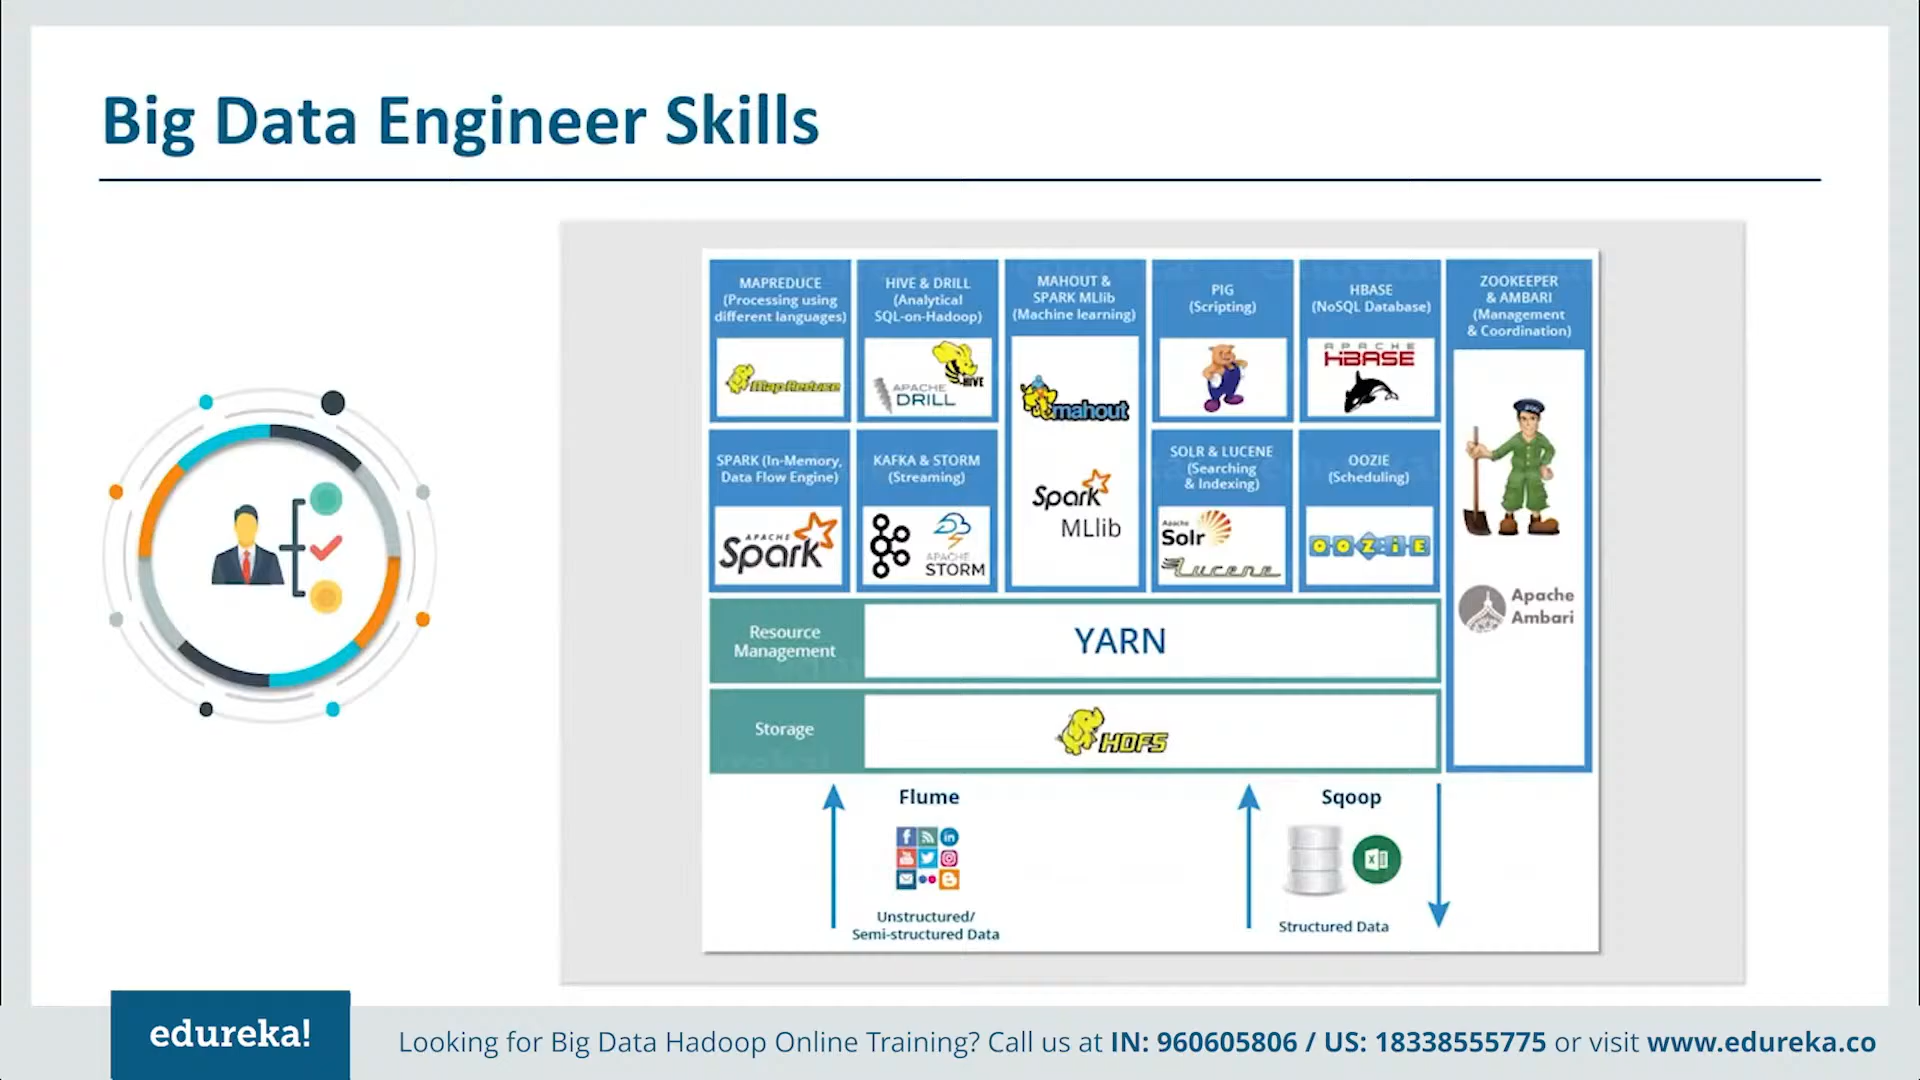 Big Data Engineer Skills
MAPREDUCE
(Processing using
different languages)
MapReduce
HIVE & DRILL
(Analytical
SQL-on-Hadoop)
HIVE
APACHE
DRILL
MAHOUT &
SPARK MLlib
(Machine learning)
mahout
Spark
MLlib
PIG
(Scripting)
HBASE
(NoSQL Database)
APACHE
HBASE
ZOOKEEPER
& AMBARI
(Management
& Coordination)
Apache
Ambari
SPARK (In-Memory,
Data Flow Engine)
APACHE
Spark
KAFKA & STORM
(Streaming)
APACHE
STORM
SOLR & LUCENE
(Searching
& Indexing)
Apache
Solr
Lucene
OOZIE
(Scheduling)
OOZIE
Resource
Management
YARN
Storage
HDFS
Flume
Unstructured/
Semi-structured Data
Sqoop
Structured Data
edureka!
Looking for Big Data Hadoop Online Training? Call us at IN: 960605806 / US: 18338555775 or visit www.edureka.co